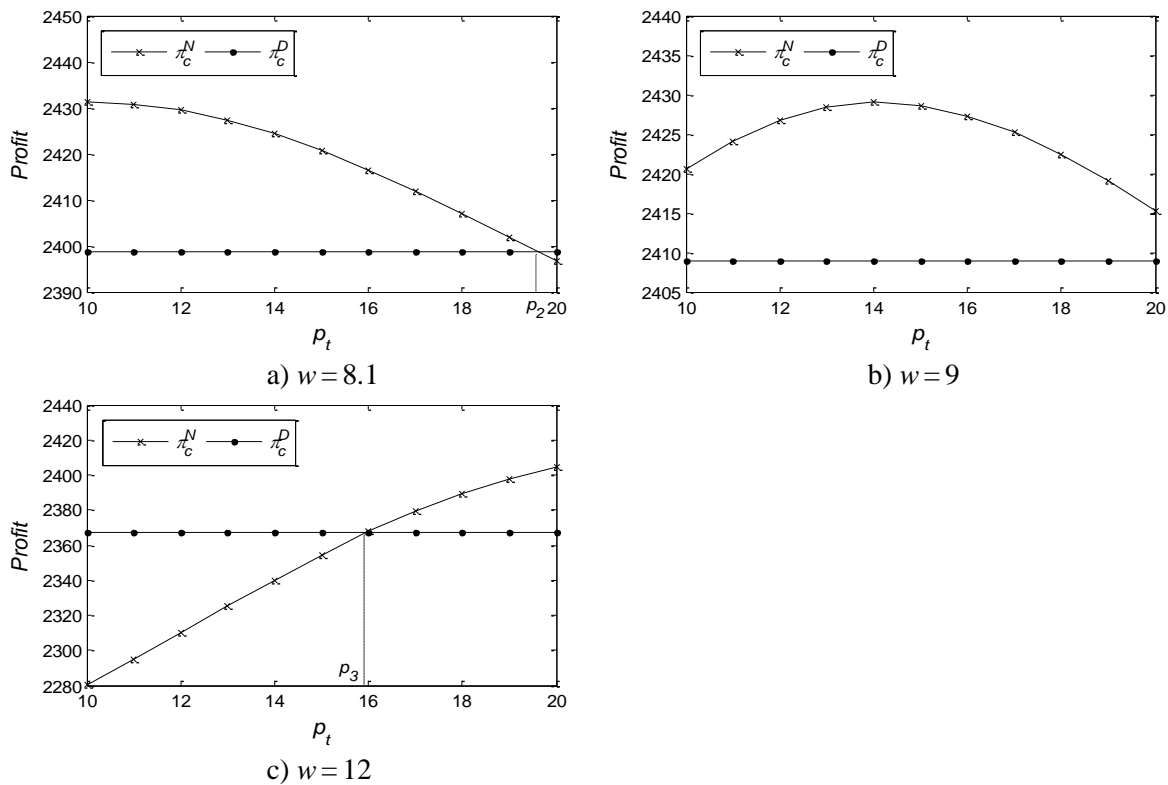 2450
2440
2430
2420
2410
2400
2390
Profit
π_c^N π_c^D
10 12 14 16 18 p_2 20
p_t
a) w = 8.1
2440
2435
2430
2425
2420
2415
2410
2405
Profit
π_c^N π_c^D
10 12 14 16 18 20
p_t
b) w = 9
2440
2420
2400
2380
2360
2340
2320
2300
2280
Profit
π_c^N π_c^D
p_3
10 12 14 16 18 20
p_t
c) w = 12